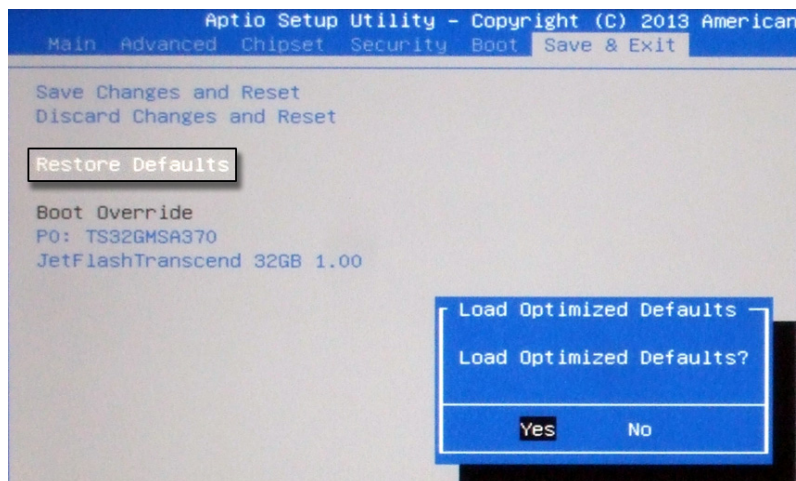 Aptio Setup Utility - Copyright (C) 2013 American
Main Advanced Chipset Security Boot Save & Exit
Save Changes and Reset
Discard Changes and Reset
Restore Defaults
Boot Override
P0: TS32GMSA370
JetFlashTranscend 32GB 1.00
Load Optimized Defaults
Load Optimized Defaults?
Yes No